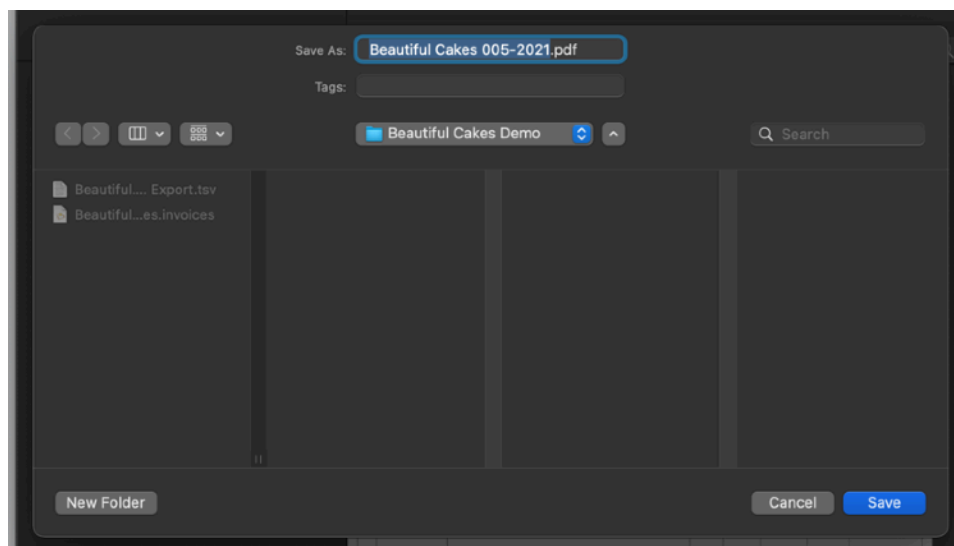 Save As: Beautiful Cakes 005-2021.pdf
Tags:
Beautiful Cakes Demo
Search
Beautiful.... Export.tsv
Beautiful...es.invoices
New Folder
Cancel
Save